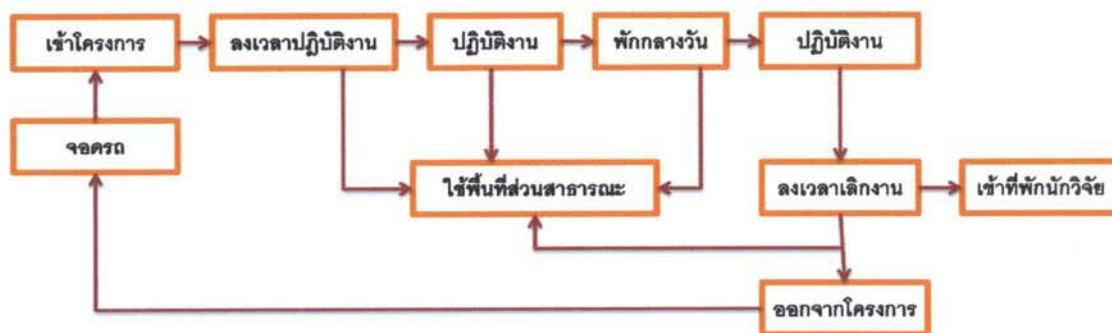 เข้าโครงการ
ลงเวลาปฏิบัติงาน
ปฏิบัติงาน
พักกลางวัน
ปฏิบัติงาน
จอดรถ
ใช้พื้นที่ส่วนสาธารณะ
ลงเวลาเลิกงาน
เข้าที่พักนักวิจัย
ออกจากโครงการ